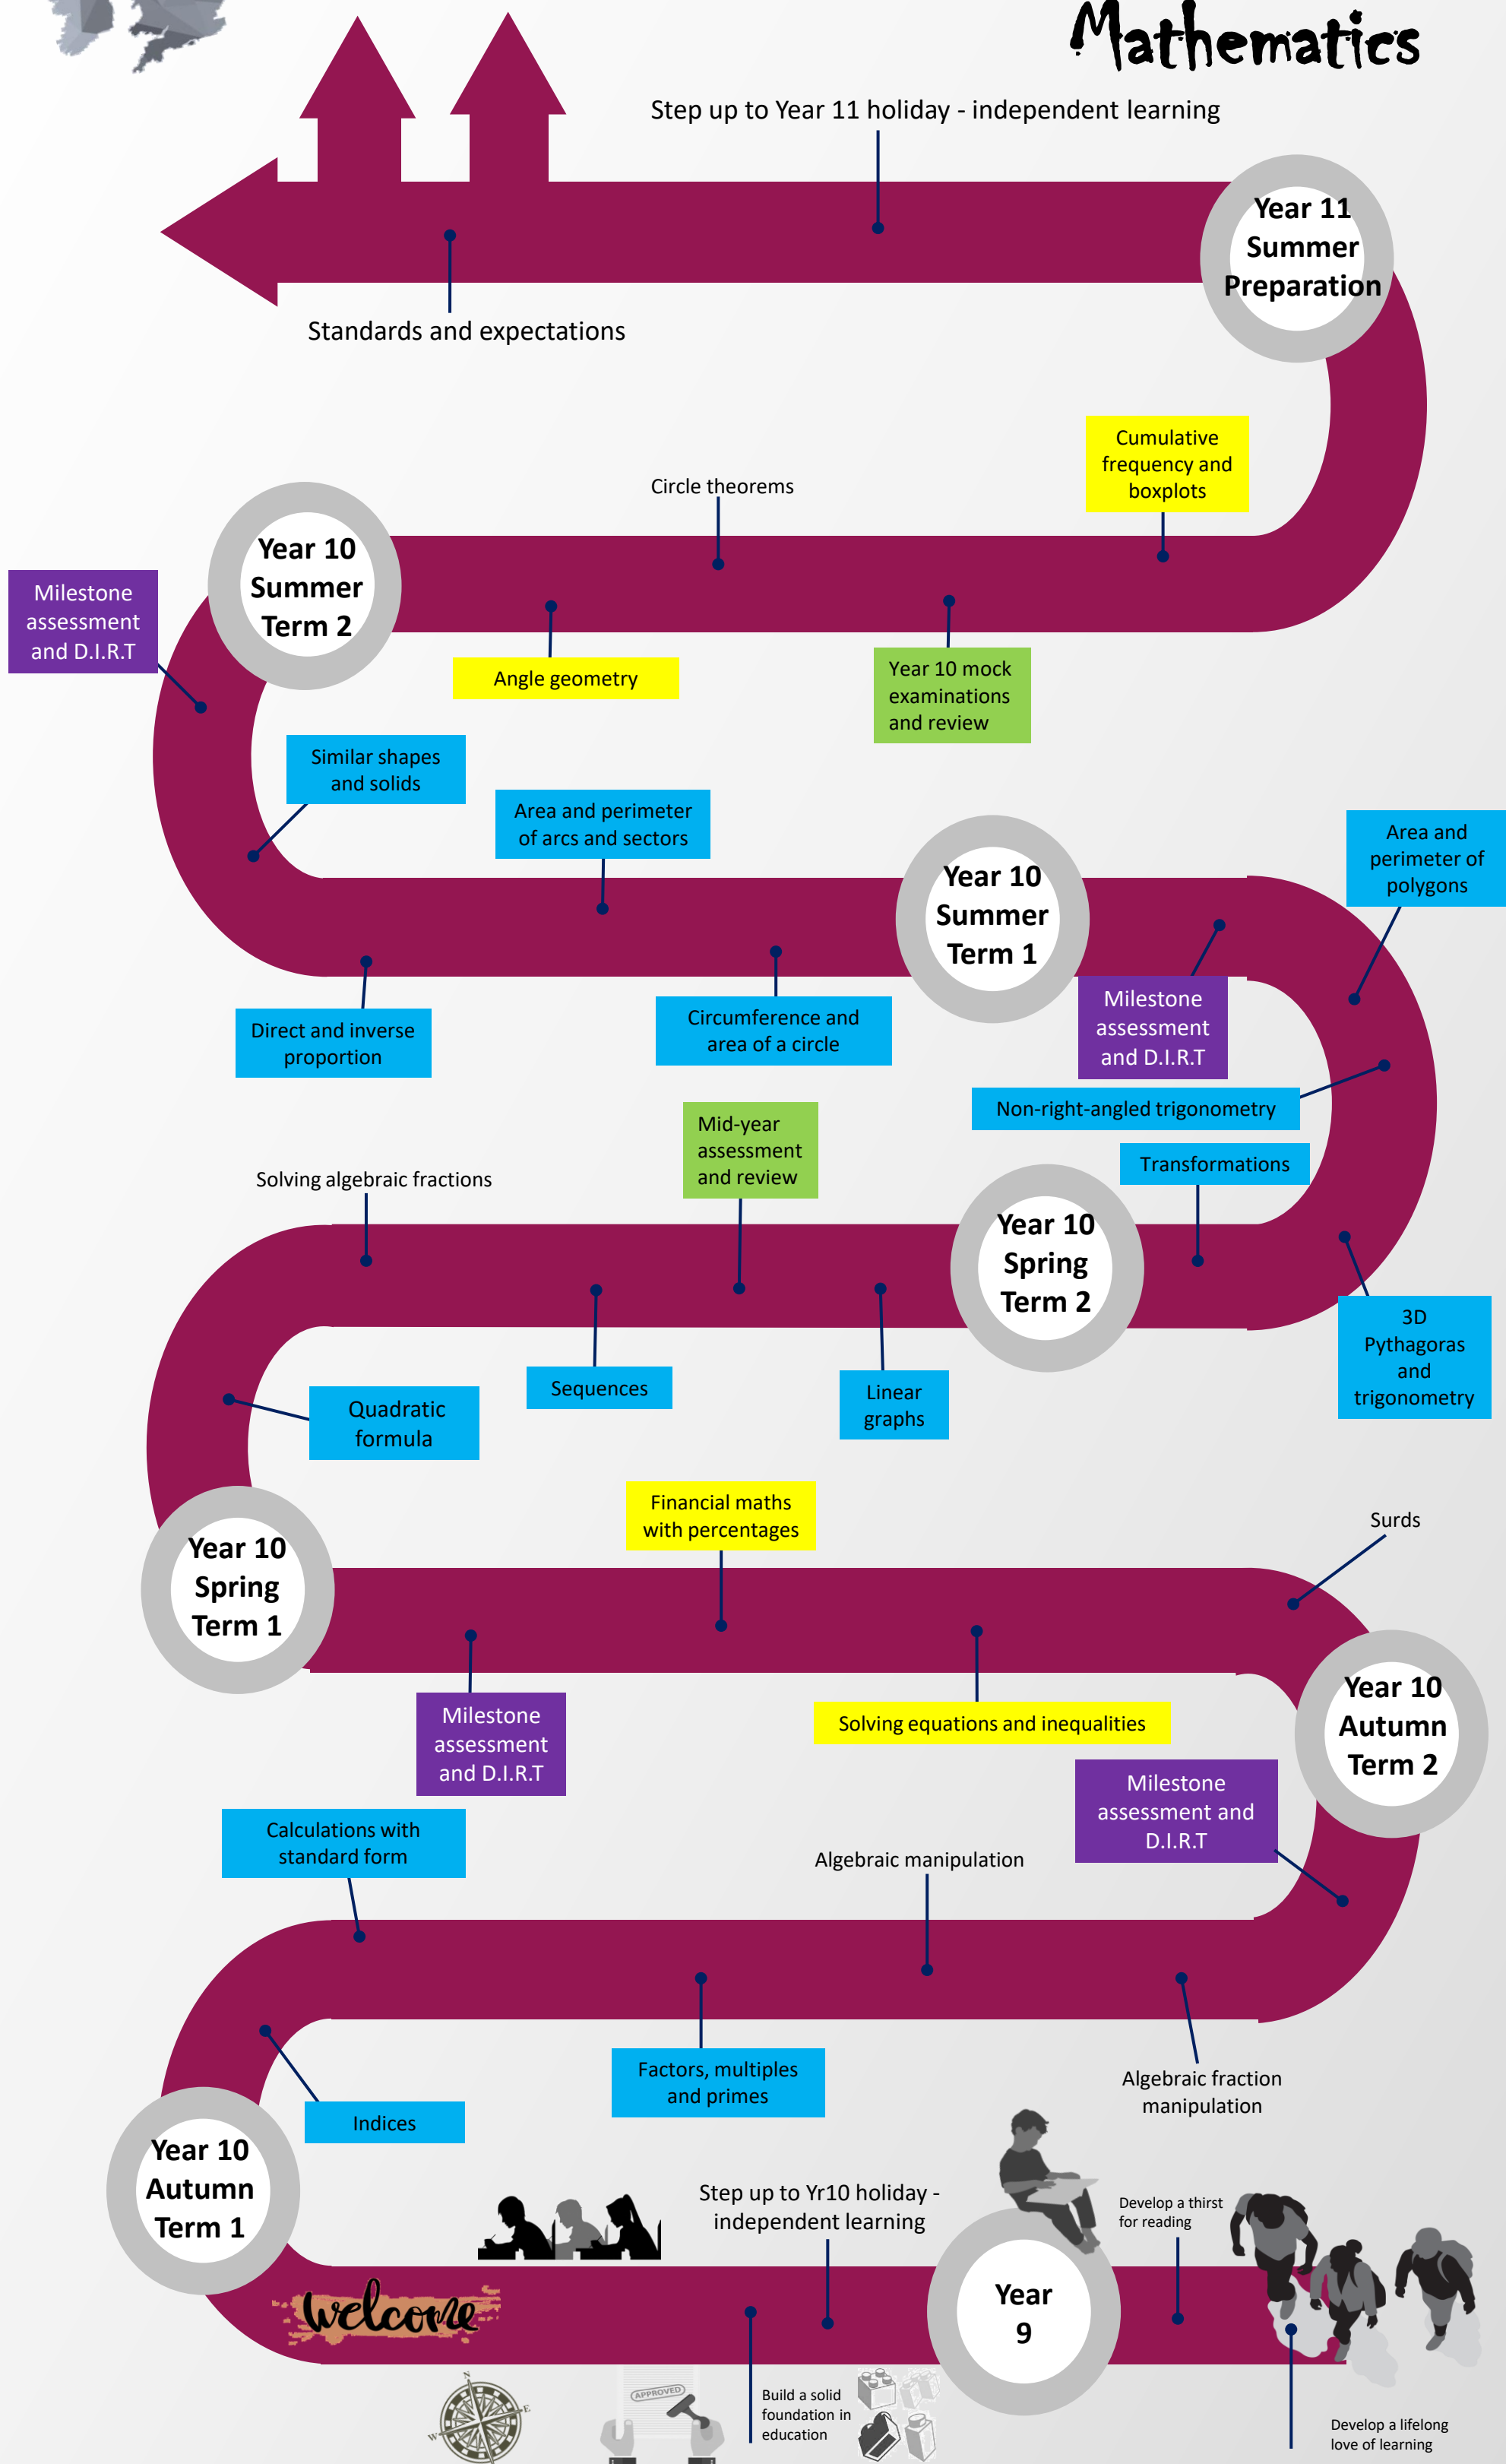 Mathematics
Step up to Year 11 holiday - independent learning
Year 11
Summer
Preparation
Standards and expectations
Cumulative
frequency and
boxplots
Circle theorems
Year 10
Summer
Term 2
Milestone
assessment
and D.I.R.T
Angle geometry
Year 10 mock
examinations
and review
Similar shapes
and solids
Area and perimeter
of arcs and sectors
Year 10
Summer
Term 1
Area and
perimeter of
polygons
Direct and inverse
proportion
Circumference and
area of a circle
Milestone
assessment
and D.I.R.T
Non-right-angled trigonometry
Mid-year
assessment
and review
Transformations
Solving algebraic fractions
Year 10
Spring
Term 2
3D
Pythagoras
and
trigonometry
Sequences
Linear
graphs
Quadratic
formula
Financial maths
with percentages
Surds
Year 10
Spring
Term 1
Milestone
assessment
and D.I.R.T
Solving equations and inequalities
Year 10
Autumn
Term 2
Milestone
assessment and
D.I.R.T
Calculations with
standard form
Algebraic manipulation
Factors, multiples
and primes
Algebraic fraction
manipulation
Indices
Year 10
Autumn
Term 1
Step up to Yr10 holiday -
independent learning
Develop a thirst
for reading
Year
9
welcome
APPROVED
Build a solid
foundation in
education
N
E
W
Develop a lifelong
love of learning